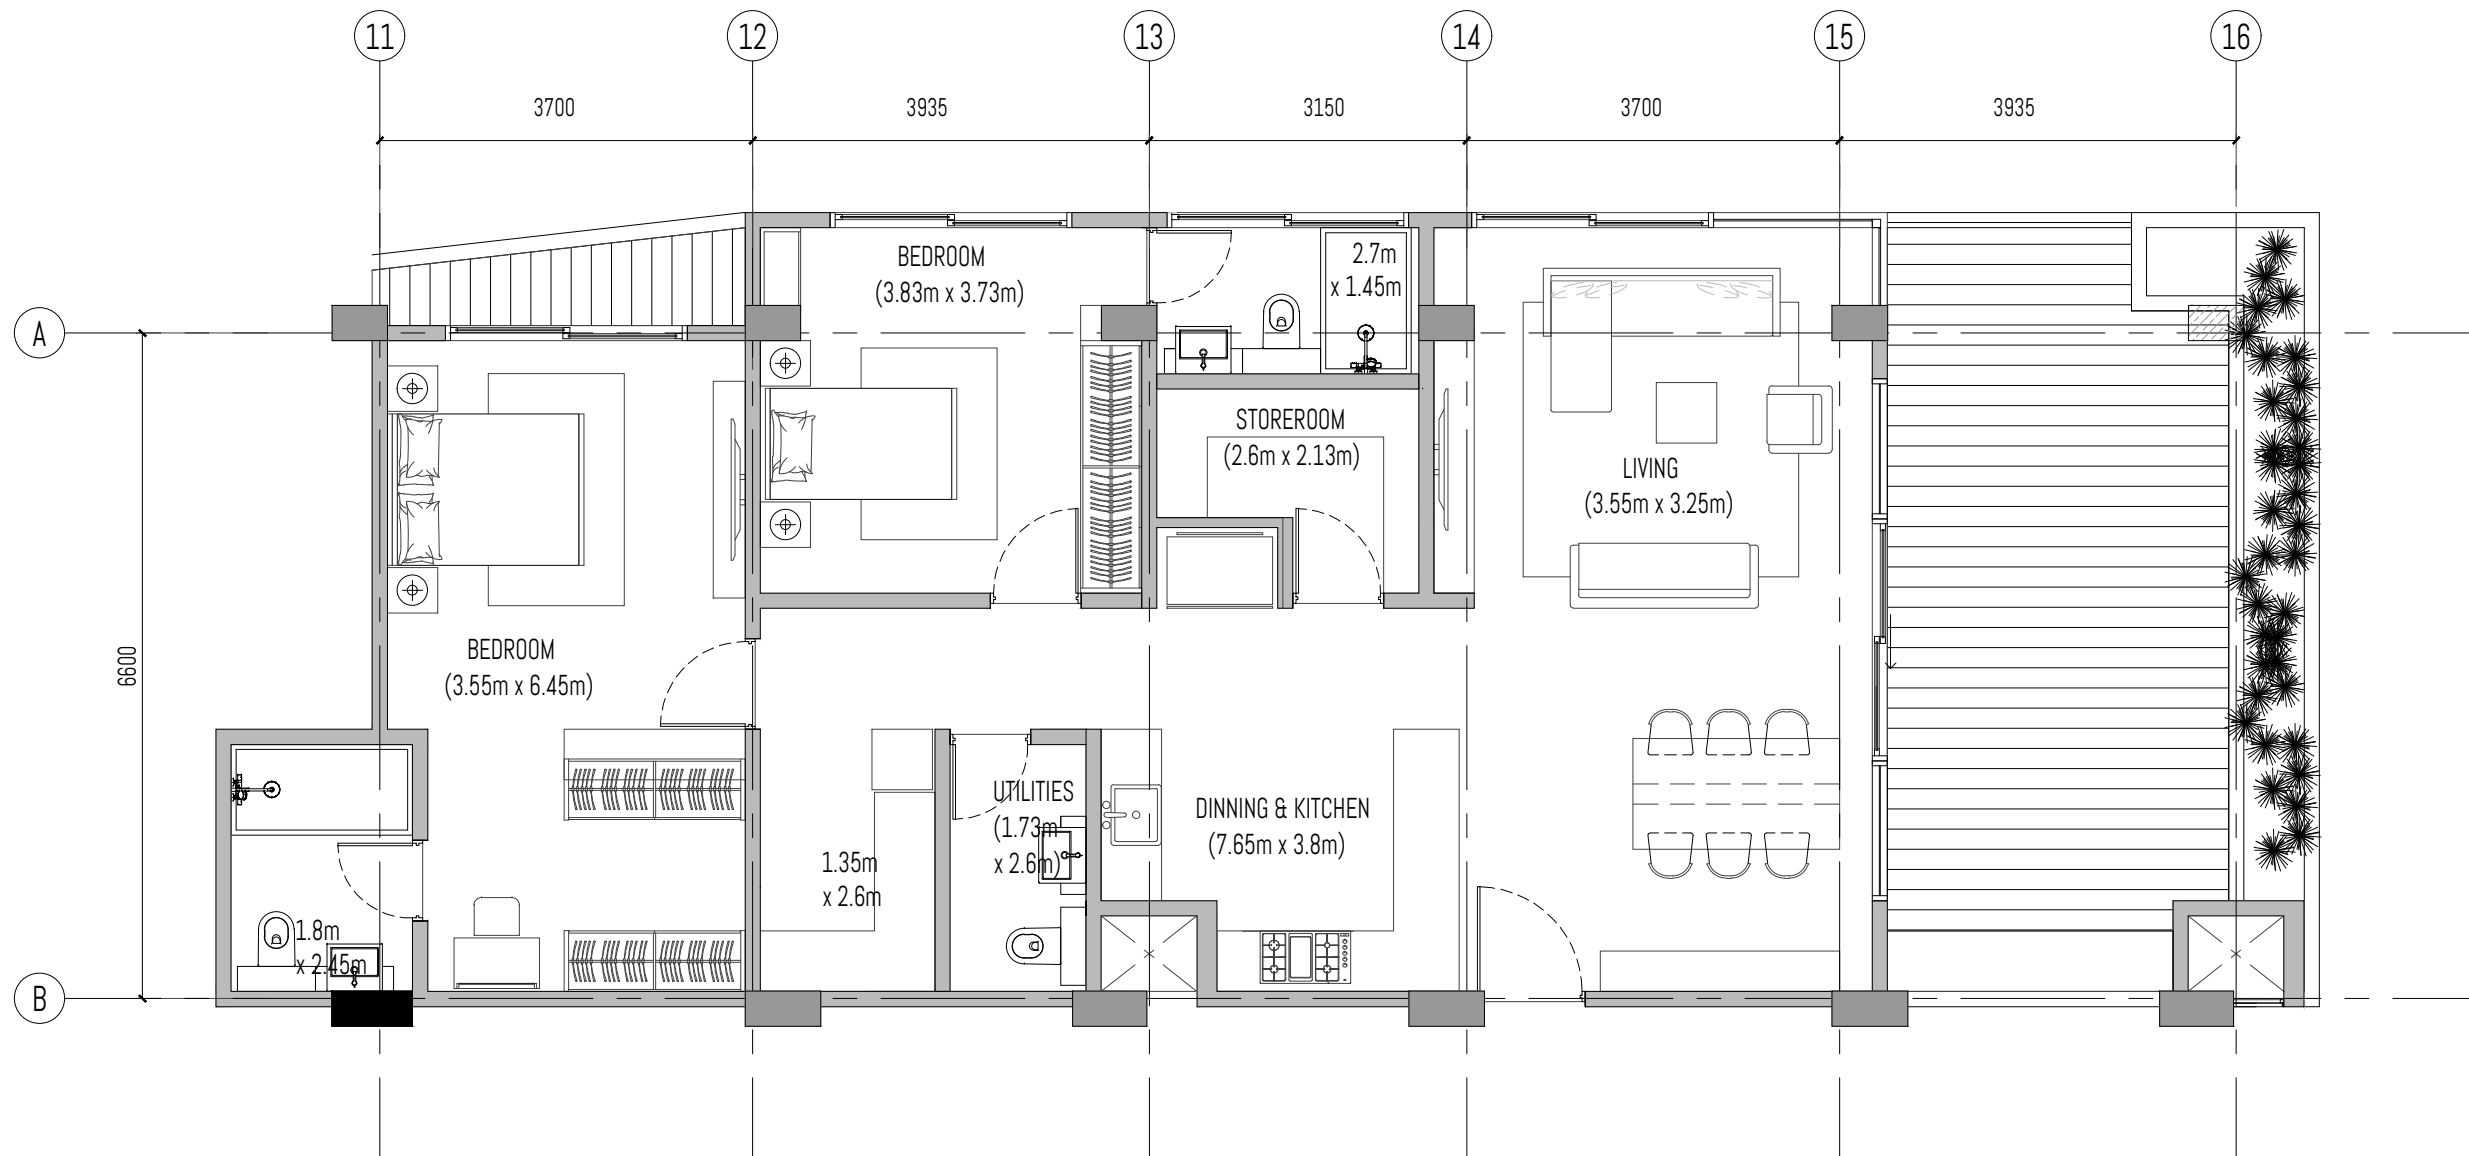 11
12
13
14
15
16
3700
3935
3150
3700
3935
A
BEDROOM
(3.83m x 3.73m)
2.7m
x 1.45m
STOREROOM
(2.6m x 2.13m)
LIVING
(3.55m x 3.25m)
6600
BEDROOM
(3.55m x 6.45m)
UTILITIES
(1.73m
x 2.6m)
DINNING & KITCHEN
(7.65m x 3.8m)
1.35m
x 2.6m
1.8m
x 2.45m
B